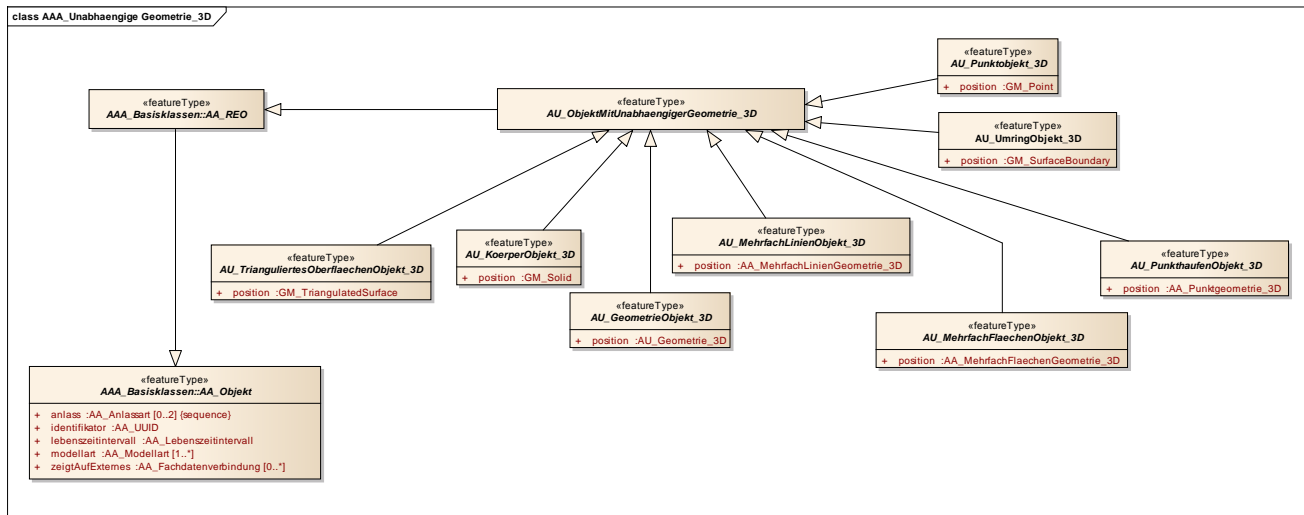 class AAA_Unabhaengige Geometrie_3D
«featureType»
AU_Punktobjekt_3D
+ position :GM_Point
«featureType»
AAA_Basisklassen::AA_REO
«featureType»
AU_ObjektMitUnabhaengigerGeometrie_3D
«featureType»
AU_UmringObjekt_3D
+ position :GM_SurfaceBoundary
«featureType»
AU_TrianguliertesOberflaechenObjekt_3D
+ position :GM_TriangulatedSurface
«featureType»
AU_KoerperObjekt_3D
+ position :GM_Solid
«featureType»
AU_MehrfachLinienObjekt_3D
+ position :AA_MehrfachLinienGeometrie_3D
«featureType»
AU_PunkthaufenObjekt_3D
+ position :AA_Punktgeometrie_3D
«featureType»
AU_GeometrieObjekt_3D
+ position :AU_Geometrie_3D
«featureType»
AU_MehrfachFlaechenObjekt_3D
+ position :AA_MehrfachFlaechenGeometrie_3D
«featureType»
AAA_Basisklassen::AA_Objekt
+ anlass :AA_Anlassart [0..2] {sequence}
+ identifikator :AA_UUID
+ lebenszeitintervall :AA_Lebenszeitintervall
+ modellart :AA_Modellart [1..*]
+ zeigtAufExternes :AA_Fachdatenverbindung [0..*]